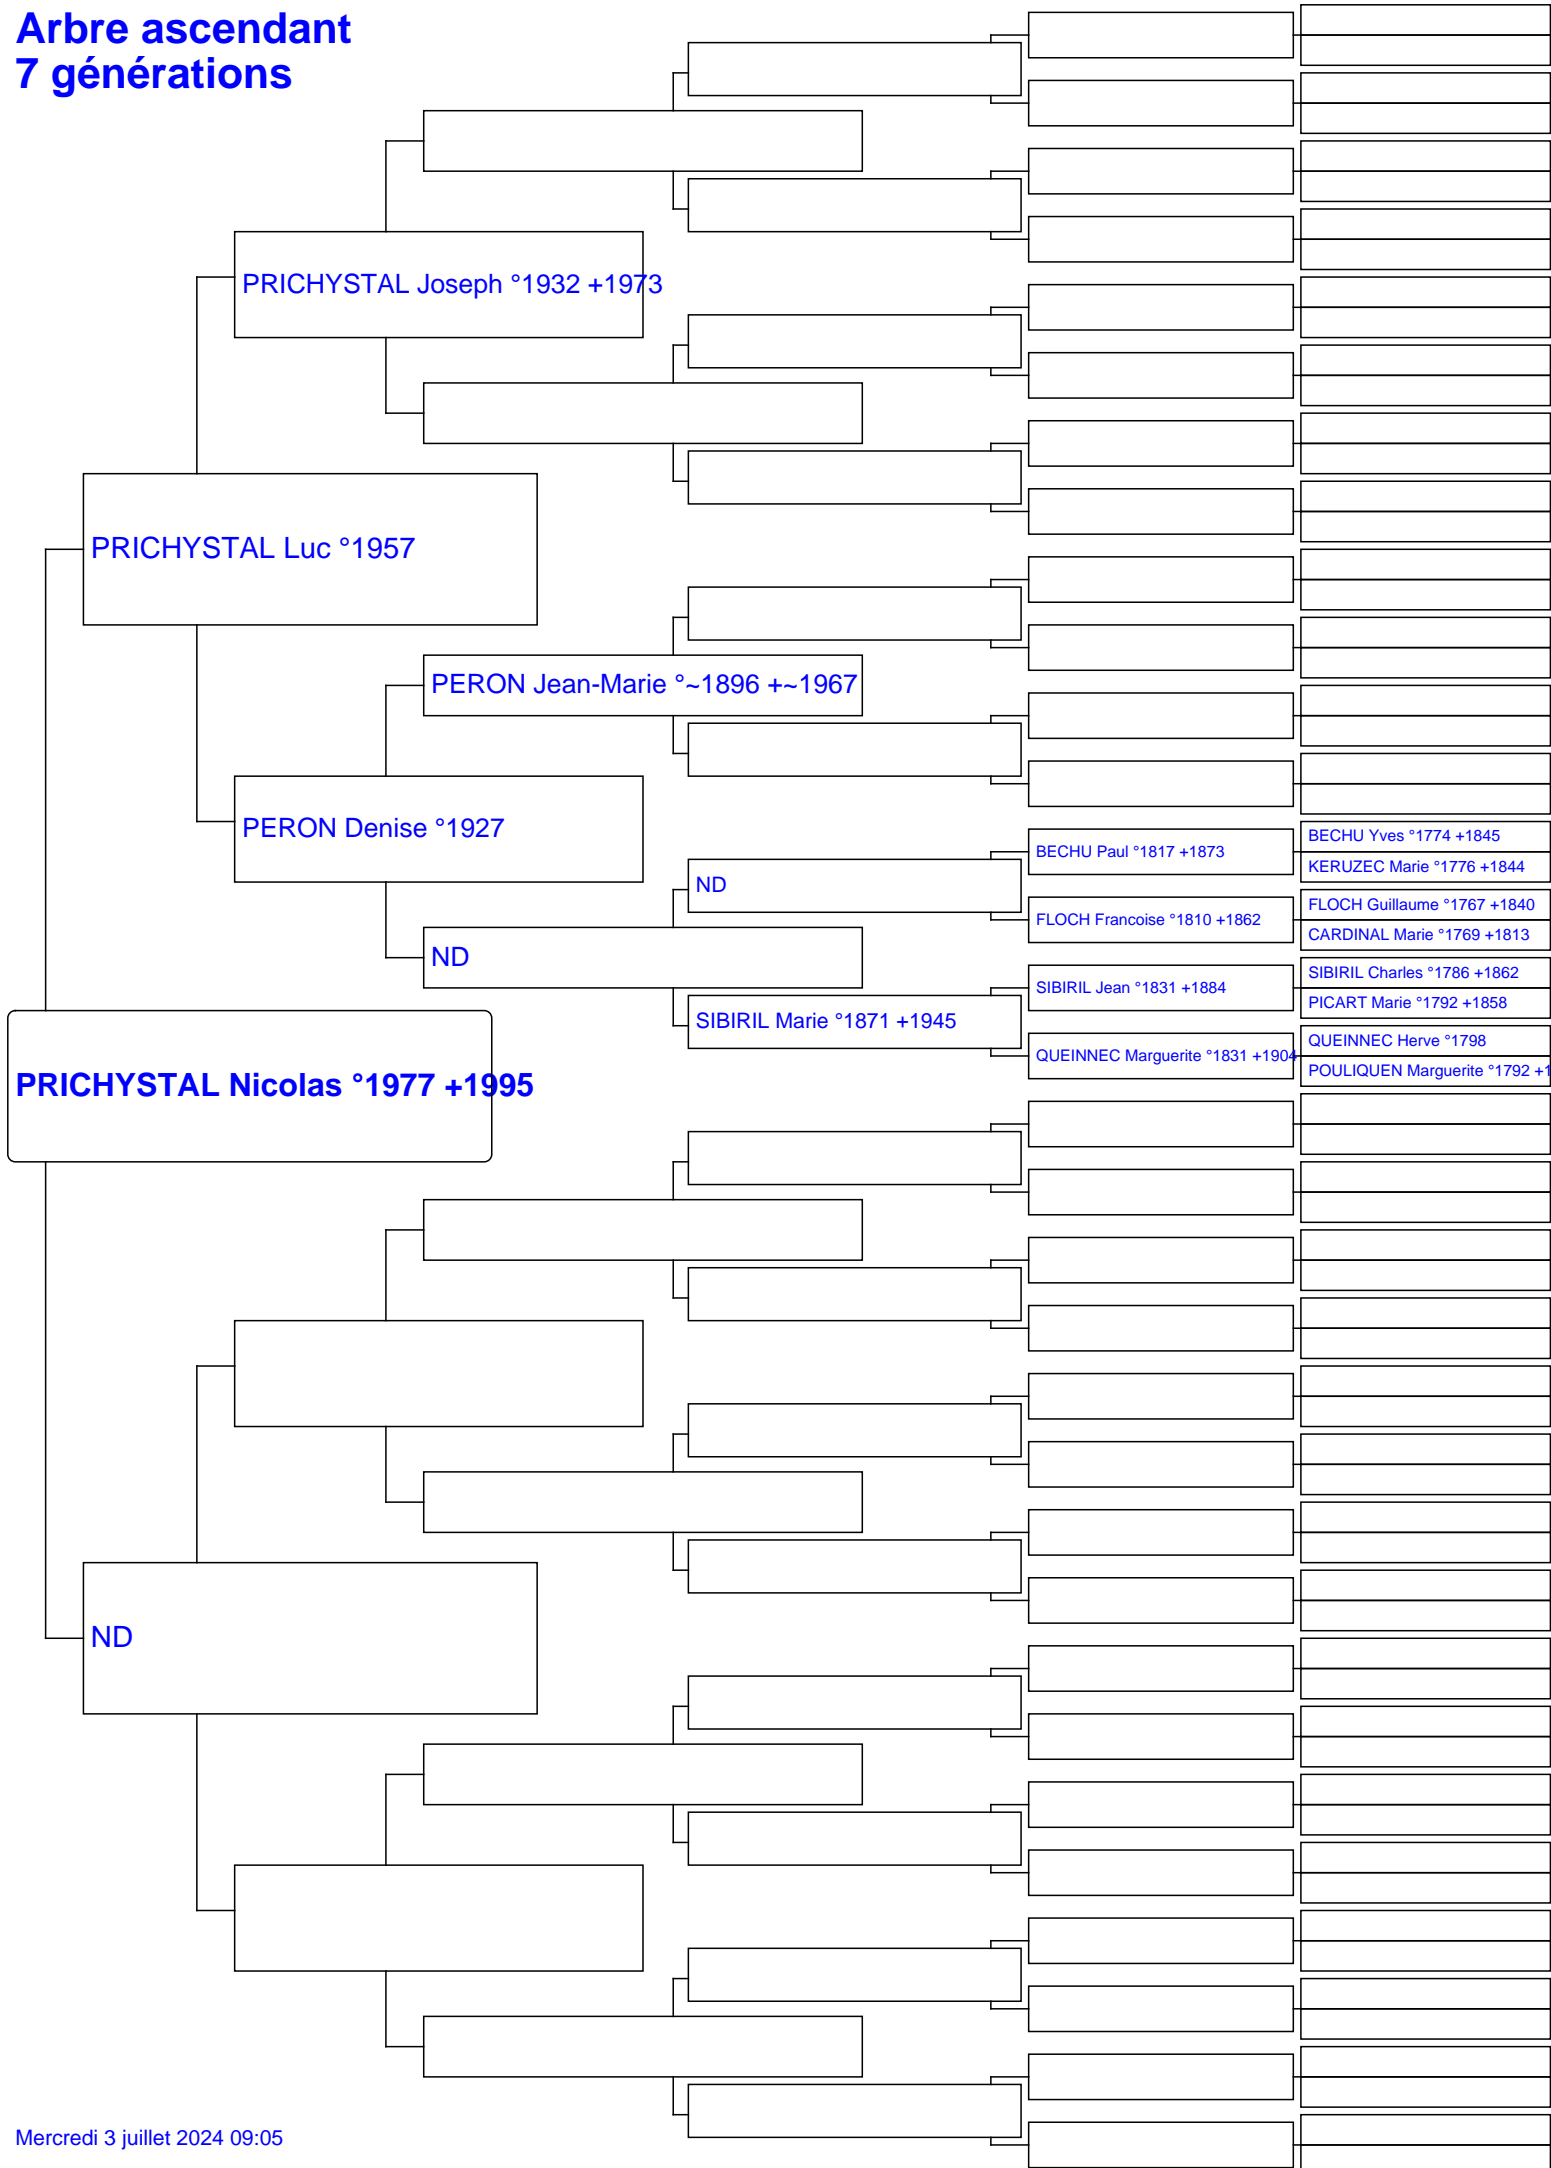 Arbre ascendant
7 générations
PRICHYSTAL Joseph °1932 +1973
PRICHYSTAL Luc °1957
PERON Jean-Marie °~1896 +~1967
PERON Denise °1927
BECHU Yves °1774 +1845
BECHU Paul °1817 +1873
KERUZEC Marie °1776 +1844
ND
FLOCH Guillaume °1767 +1840
FLOCH Francoise °1810 +1862
CARDINAL Marie °1769 +1813
ND
SIBIRIL Charles °1786 +1862
SIBIRIL Jean °1831 +1884
PICART Marie °1792 +1858
SIBIRIL Marie °1871 +1945
QUEINNEC Herve °1798
QUEINNEC Marguerite °1831 +1904
POULIQUEN Marguerite °1792 +1
PRICHYSTAL Nicolas °1977 +1995
ND
Mercredi 3 juillet 2024 09:05